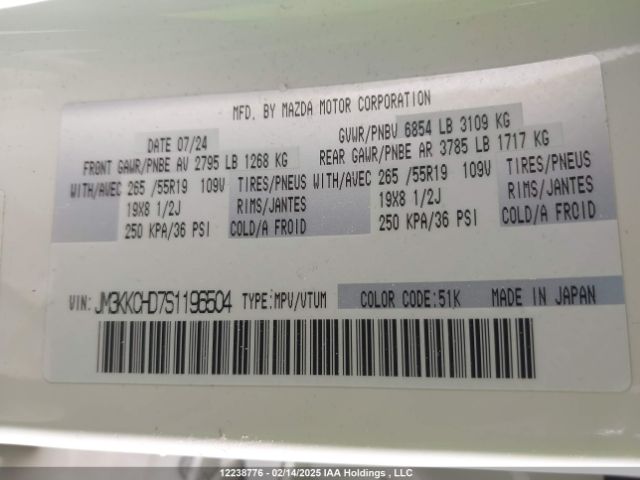 MFD. BY MAZDA MOTOR CORPORATION
DATE 07/24 GVWR/PNBV 6854 LB 3109 KG
FRONT GAWR/PNBE AV 2795 LB 1268 KG REAR GAWR/PNBE AR 3785 LB 1717 KG
WITH/AVEC 265 /55R19 109V TIRES/PNEUS WITH/AVEC 265 /55R19 109V TIRES/PNEUS
19X8 1/2J RIMS/JANTES 19X8 1/2J RIMS/JANTES
250 KPA/36 PSI COLD/A FROID 250 KPA/36 PSI COLD/A FROID
VIN: JM3KKCHD7S1196504 TYPE:MPV/VTUM COLOR CODE:51K MADE IN JAPAN
12238776 - 02/14/2025 IAA Holdings , LLC